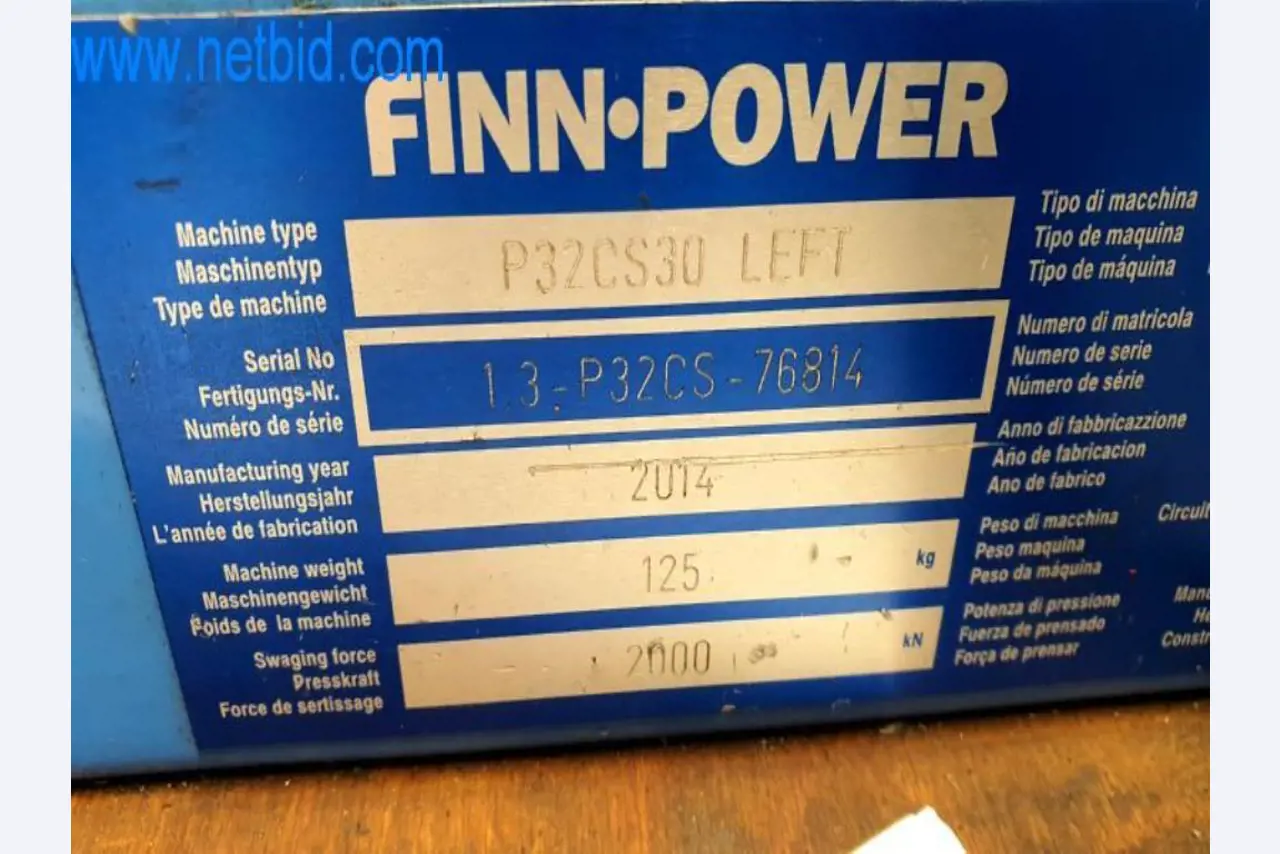 www.netbid.com
FINN•POWER
Machine type
Maschinentyp
Type de machine
P32CS30 LEFT
Tipo di macchina
Tipo de maquina
Tipo de máquina
Serial No
Fertigungs-Nr.
Numéro de série
1.3-P32CS-76814
Numero di matricola
Numero de serie
Número de série
Manufacturing year
Herstellungsjahr
L'année de fabrication
2014
Anno di fabbricazzione
Año de fabricacion
Ano de fabrico
Machine weight
Maschinengewicht
Poids de la machine
125
kg
Peso di macchina
Peso maquina
Peso da máquina
Circuit
Swaging force
Presskraft
Force de sertissage
2000
kN
Potenza di pressione
Fuerza de prensado
Força de prensar
Constr